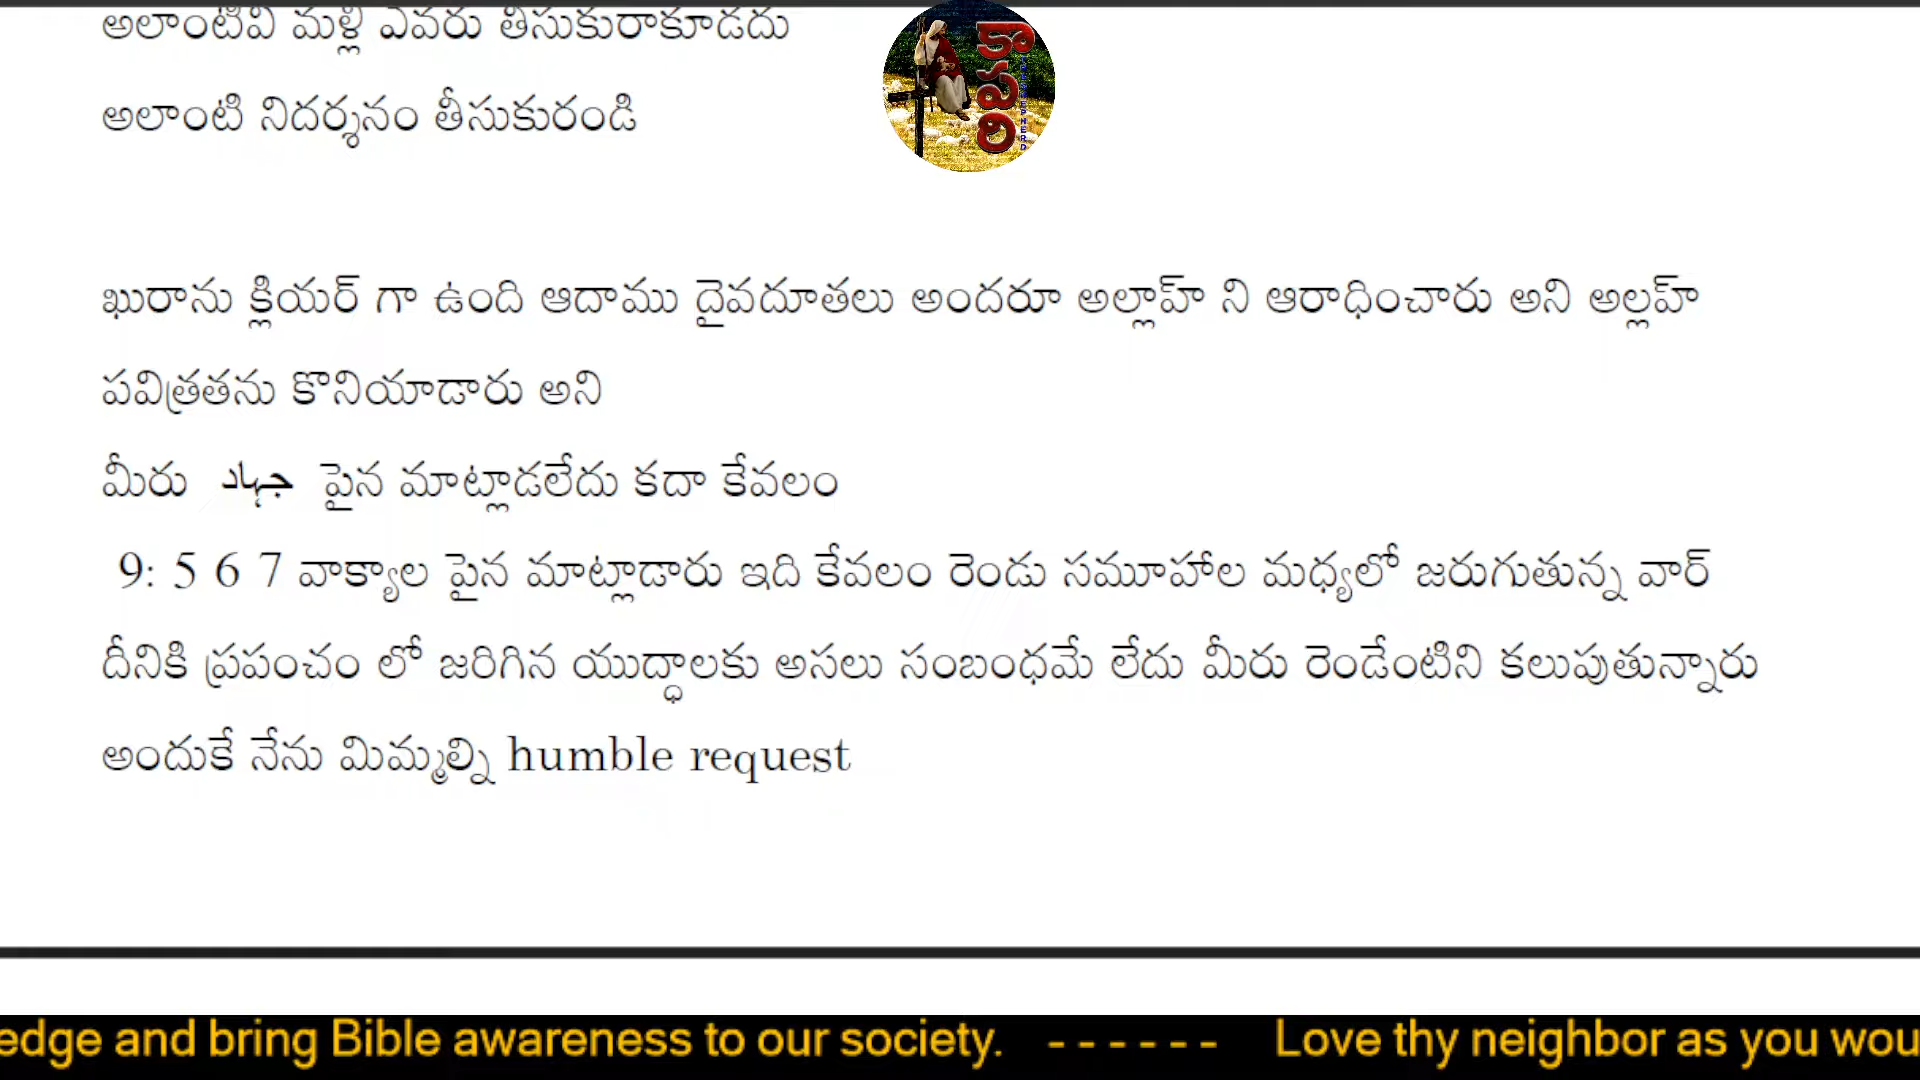 అలాంటివి మళ్లి ఎవరు తీసుకురాకూడదు
అలాంటి నిదర్శనం తీసుకురండి
కాపరి
ఖురాను క్లియర్ గా ఉంది ఆదాము దైవదూతలు అందరూ అల్లాహ్ ని ఆరాధించారు అని అల్లహ్
పవిత్రతను కొనియాడారు అని
మీరు جہاد పైన మాట్లాడలేదు కదా కేవలం
9: 5 6 7 వాక్యాల పైన మాట్లాడారు ఇది కేవలం రెండు సమూహాల మధ్యలో జరుగుతున్న వార్
దీనికి ప్రపంచం లో జరిగిన యుద్ధాలకు అసలు సంబంధమే లేదు మీరు రెండేంటిని కలుపుతున్నారు
అందుకే నేను మిమ్మల్ని humble request
edge and bring Bible awareness to our society. - - - - - - Love thy neighbor as you wou